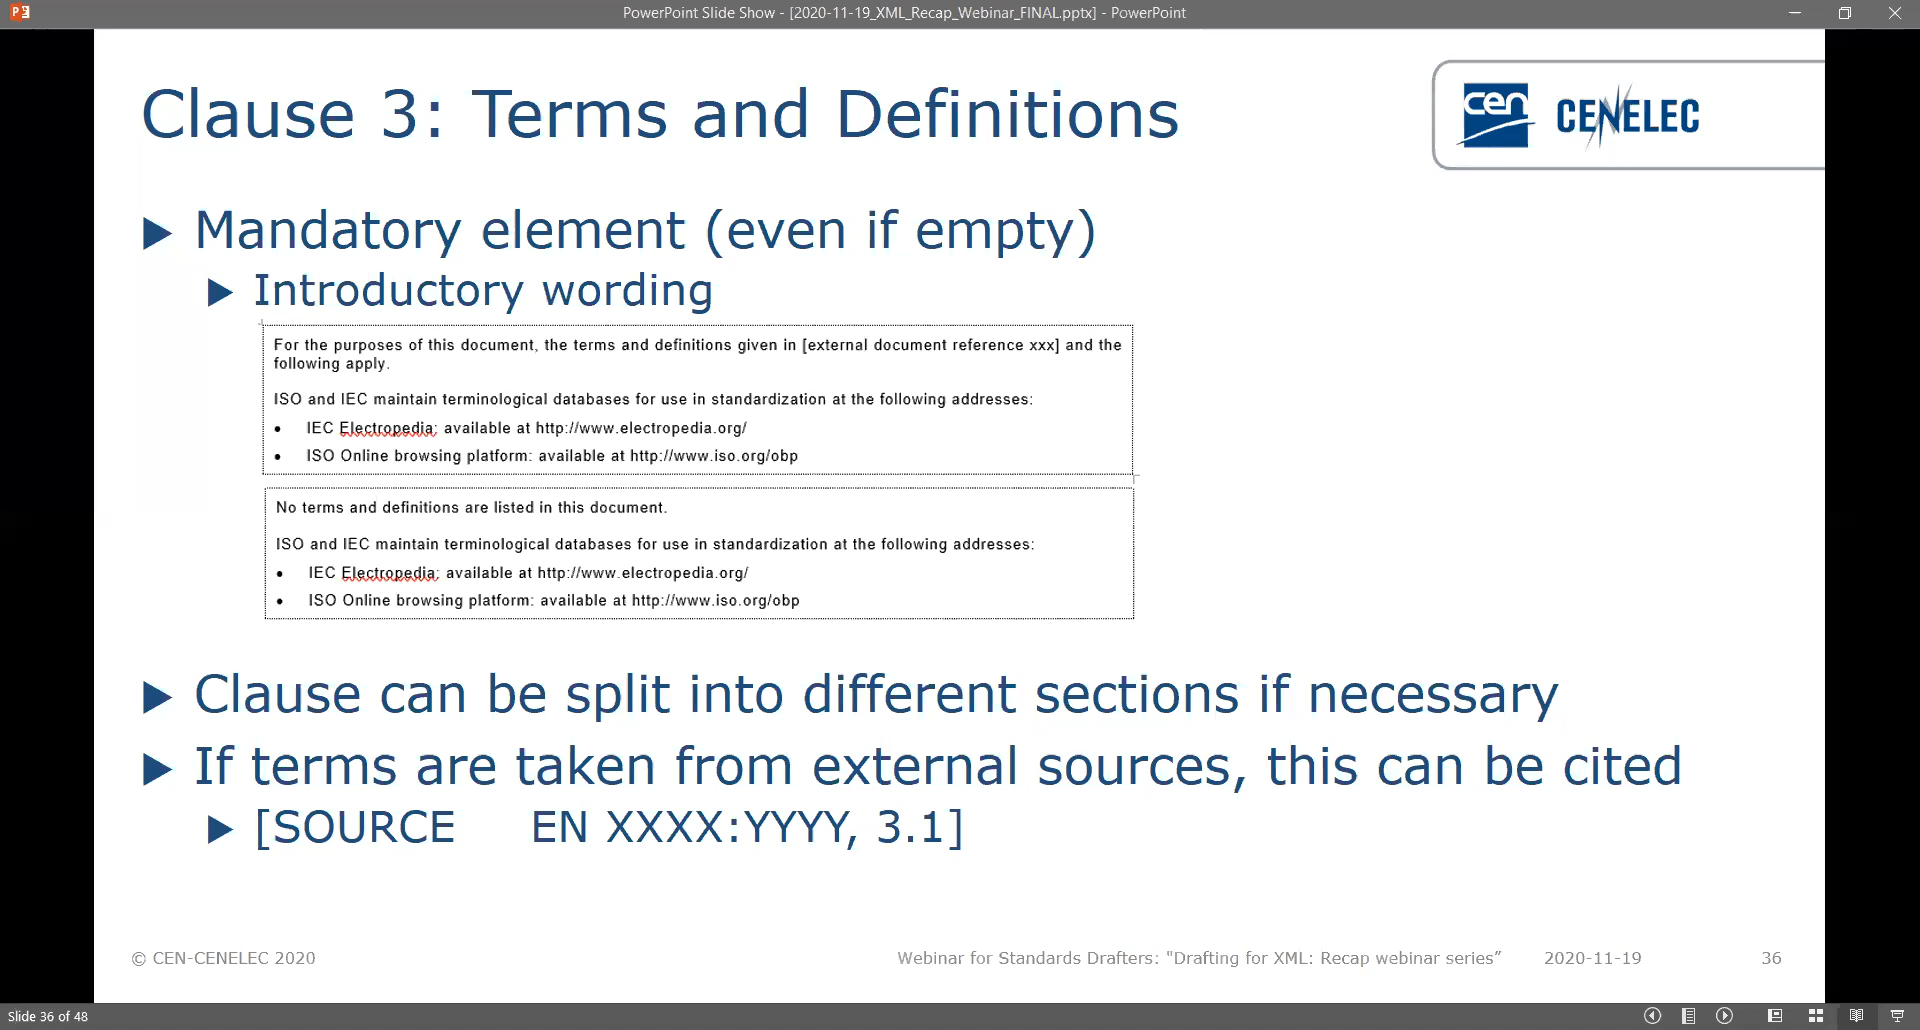 PowerPoint Slide Show - [2020-11-19_XML_Recap_Webinar_FINAL.pptx] - PowerPoint
Clause 3: Terms and Definitions
cen CENELEC
Mandatory element (even if empty)
Introductory wording
For the purposes of this document, the terms and definitions given in [external document reference xxx] and the
following apply.
ISO and IEC maintain terminological databases for use in standardization at the following addresses:
• IEC Electropedia: available at http://www.electropedia.org/
• ISO Online browsing platform: available at http://www.iso.org/obp
No terms and definitions are listed in this document.
ISO and IEC maintain terminological databases for use in standardization at the following addresses:
• IEC Electropedia: available at http://www.electropedia.org/
• ISO Online browsing platform: available at http://www.iso.org/obp
Clause can be split into different sections if necessary
If terms are taken from external sources, this can be cited
[SOURCE EN XXXX:YYYY, 3.1]
© CEN-CENELEC 2020 Webinar for Standards Drafters: "Drafting for XML: Recap webinar series” 2020-11-19 36
Slide 36 of 48